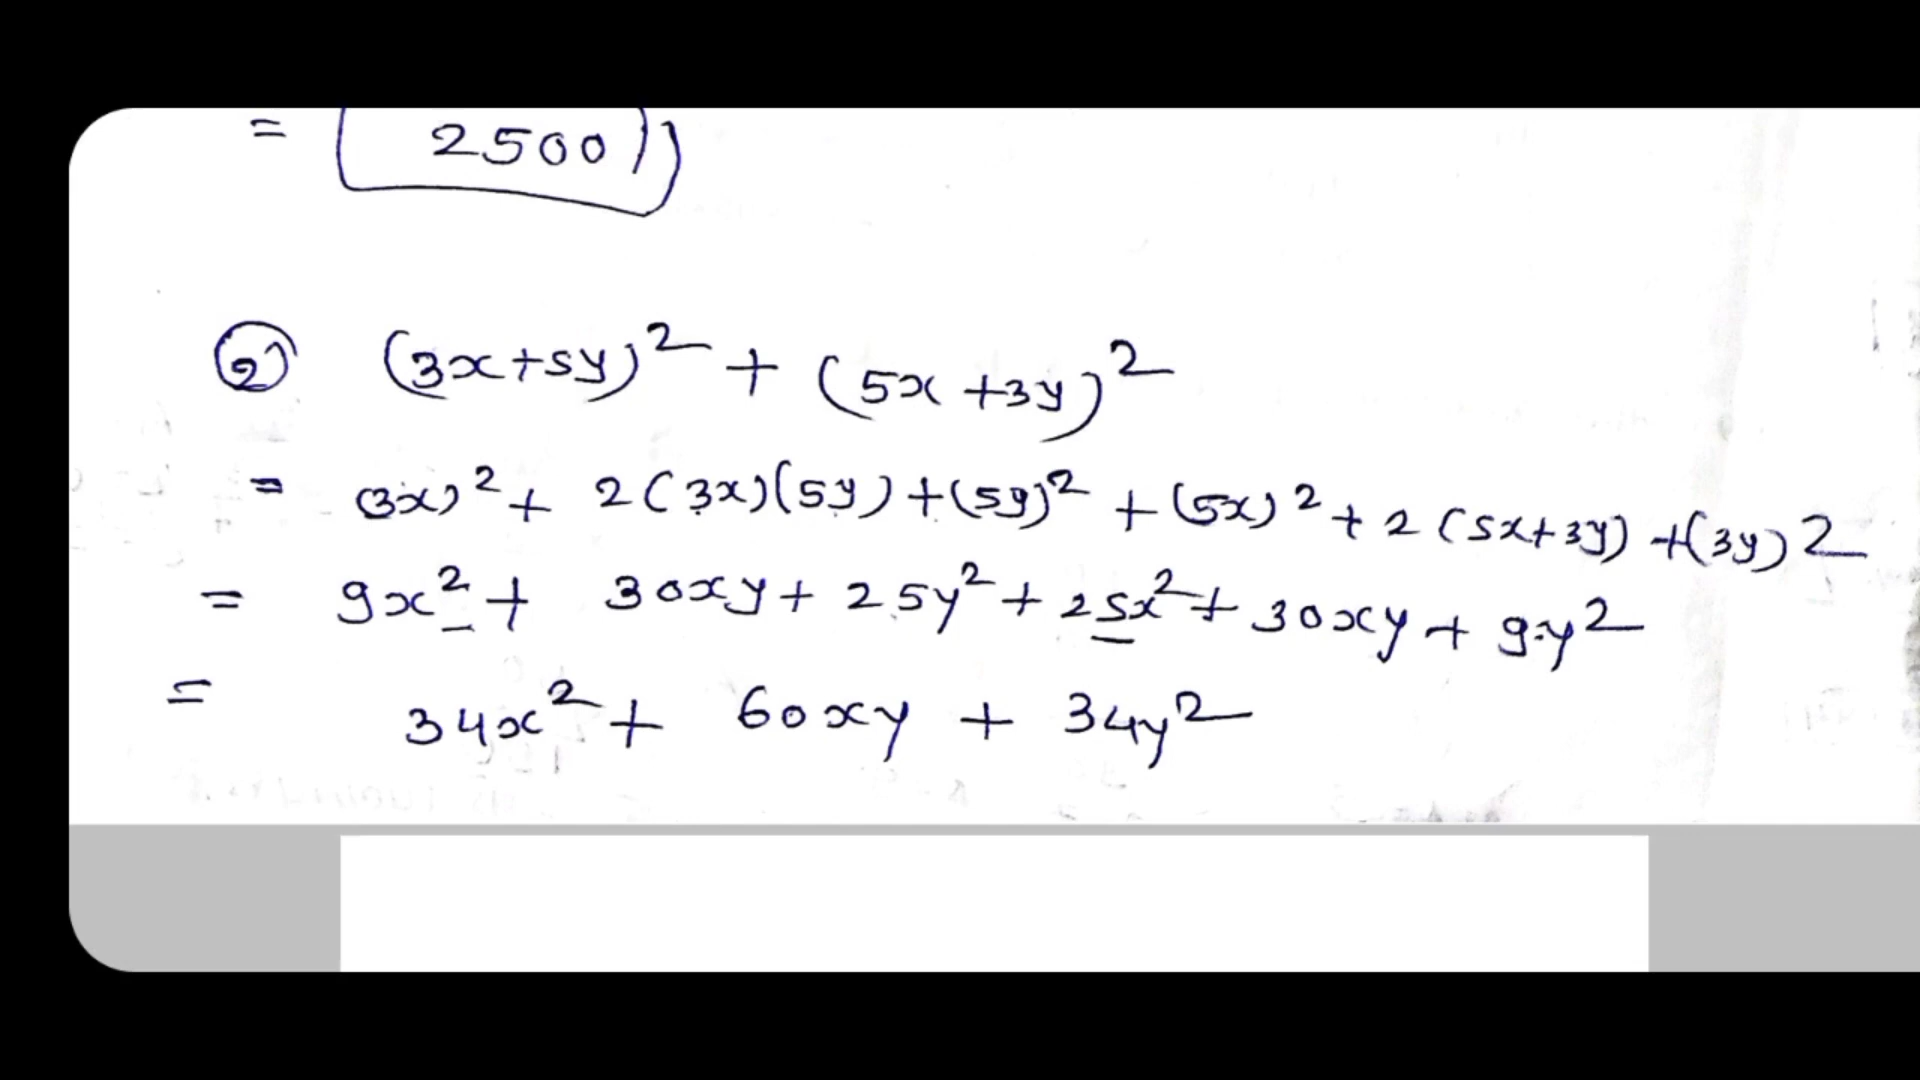 = 2500
② (3x+5y)² + (5x+3y)²
= (3x)² + 2(3x)(5y)+(5y)² + (5x)² + 2(5x+3y) +(3y)²
= 9x² + 30xy + 25y² + 25x² + 30xy + 9y²
= 34x² + 60xy + 34y²